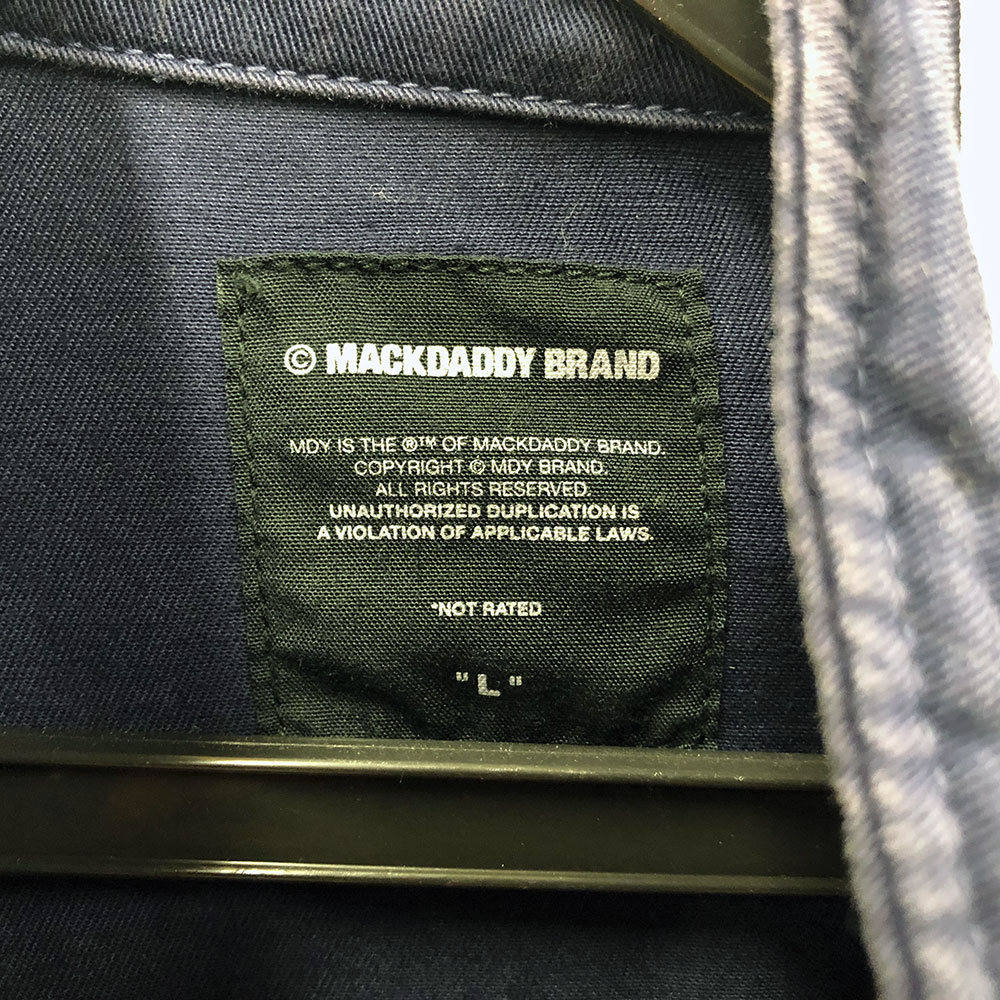 © MACKDADDY BRAND
MDY IS THE ®™ OF MACKDADDY BRAND.
COPYRIGHT © MDY BRAND.
ALL RIGHTS RESERVED.
UNAUTHORIZED DUPLICATION IS
A VIOLATION OF APPLICABLE LAWS.
*NOT RATED
"L"